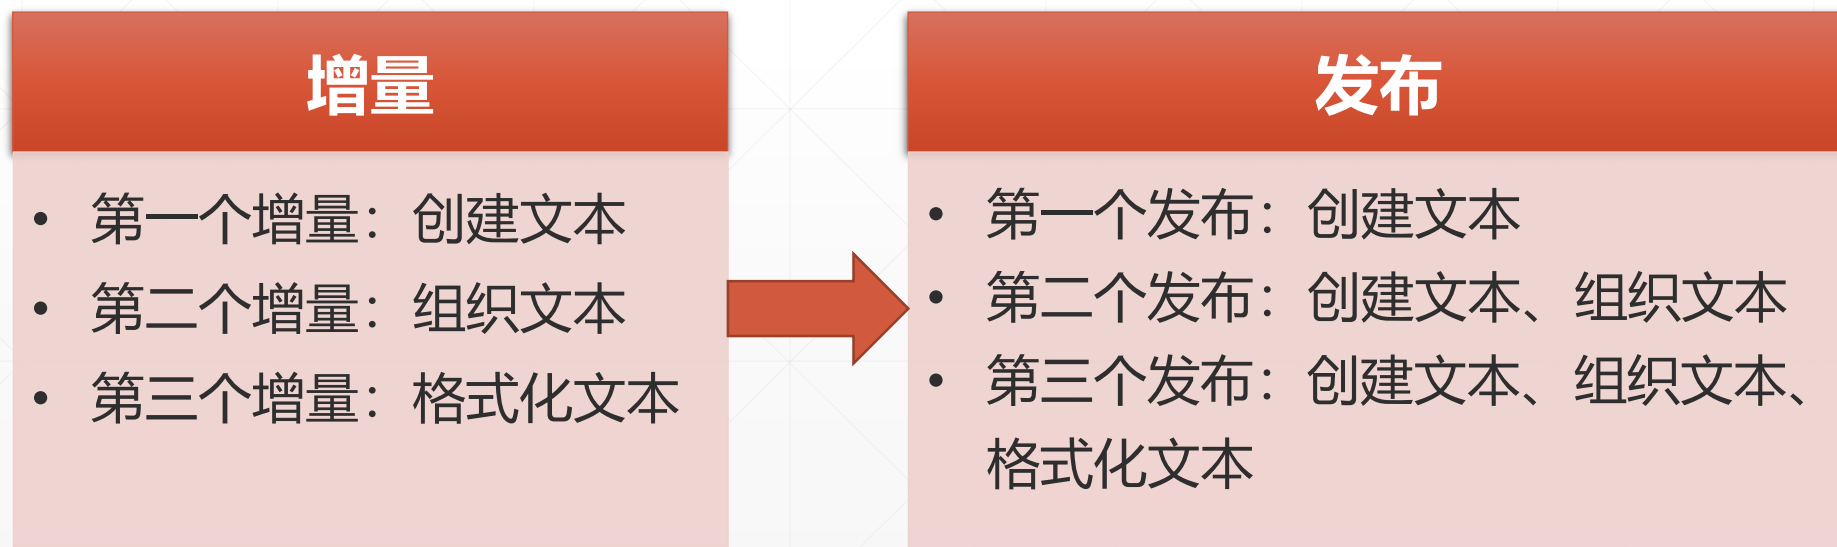 增量
• 第一个增量：创建文本
• 第二个增量：组织文本
• 第三个增量：格式化文本
发布
• 第一个发布：创建文本
• 第二个发布：创建文本、组织文本
• 第三个发布：创建文本、组织文本、
格式化文本